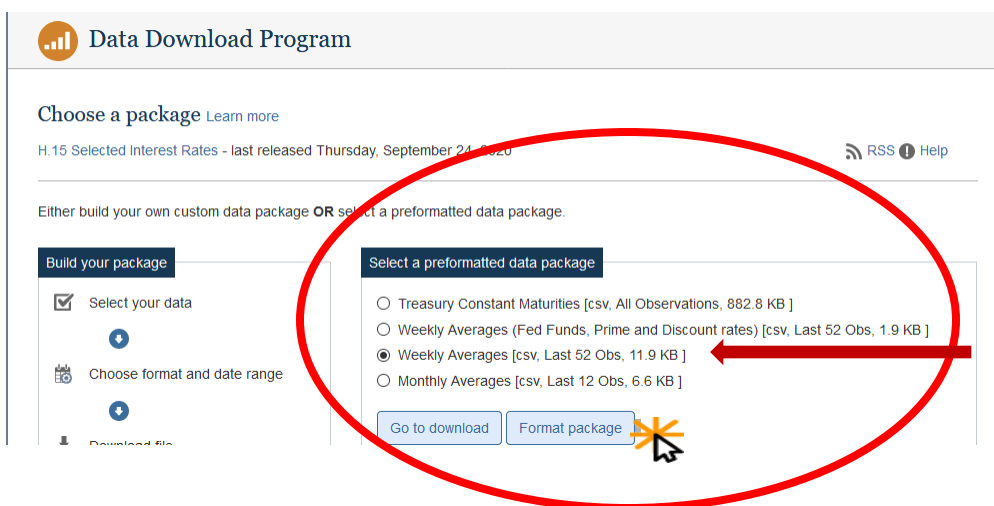 Data Download Program
Choose a package Learn more
H.15 Selected Interest Rates - last released Thursday, September 24, 2020
RSS Help
Either build your own custom data package OR select a preformatted data package.
Build your package
Select your data
Choose format and date range
Download file
Select a preformatted data package
Treasury Constant Maturities [csv, All Observations, 882.8 KB ]
Weekly Averages (Fed Funds, Prime and Discount rates) [csv, Last 52 Obs, 1.9 KB ]
Weekly Averages [csv, Last 52 Obs, 11.9 KB ]
Monthly Averages [csv, Last 12 Obs, 6.6 KB ]
Go to download
Format package